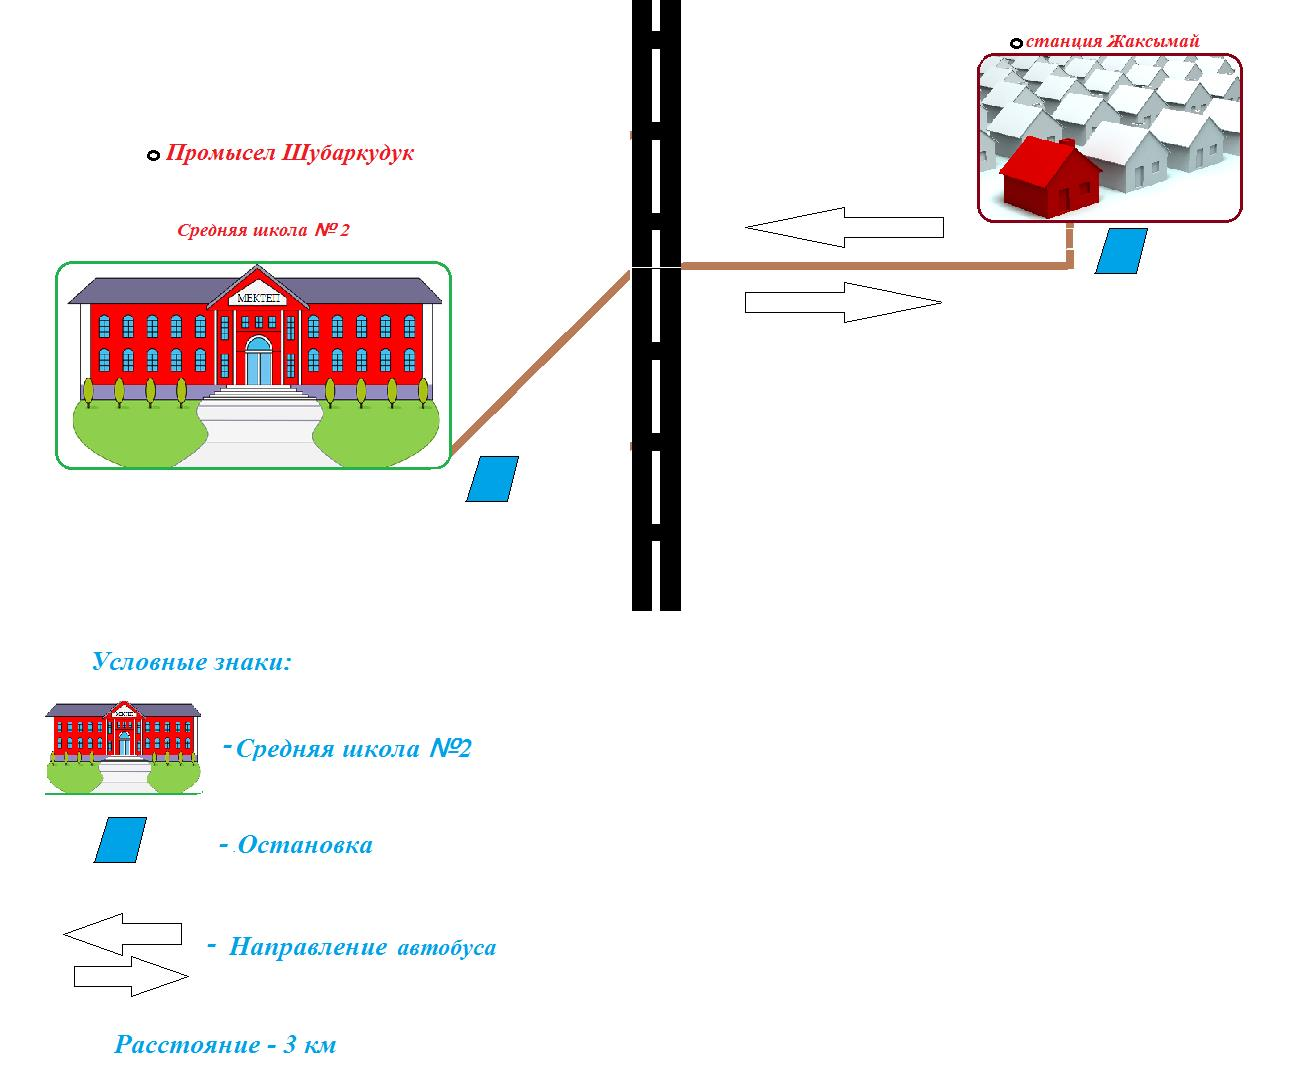 станция Жаксымай
Промысел Шубаркудук
Средняя школа № 2
МЕКТЕП
Условные знаки:
МЕКТЕП
-Средняя школа №2
- Остановка
- Направление автобуса
Расстояние - 3 км